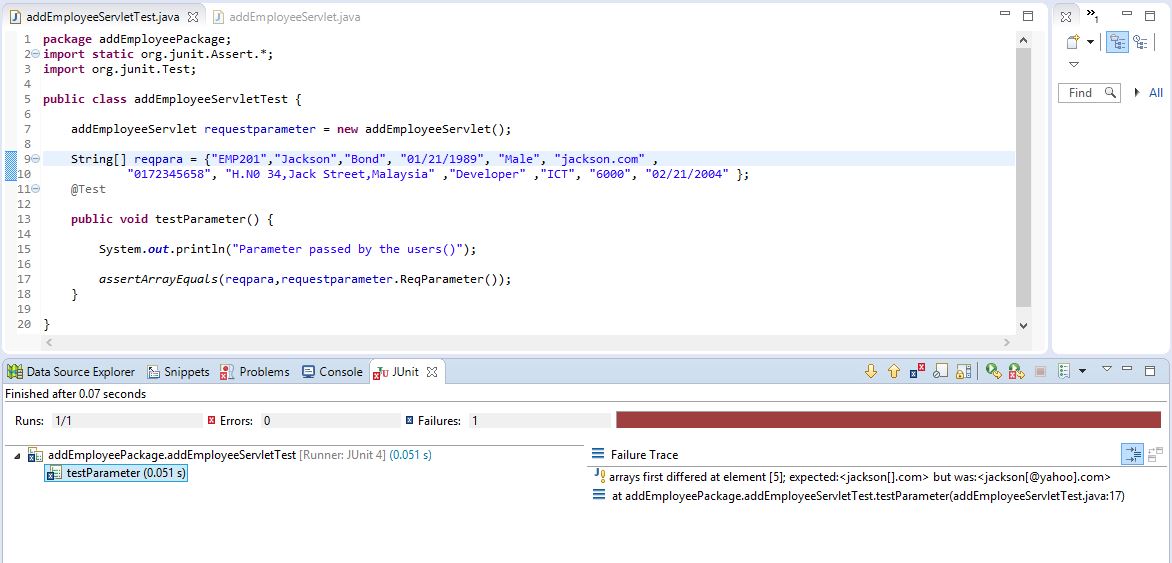 addEmployeeServletTest.java addEmployeeServlet.java
1
1 package addEmployeePackage;
2 import static org.junit.Assert.*;
3 import org.junit.Test;
4
5 public class addEmployeeServletTest {
6
7 addEmployeeServlet requestparameter = new addEmployeeServlet();
8
9 String[] reqpara = {"EMP201","Jackson","Bond", "01/21/1989", "Male", "jackson.com" ,
10 "0172345658", "H.N0 34,Jack Street,Malaysia" ,"Developer" ,"ICT", "6000", "02/21/2004" };
11 @Test
12
13 public void testParameter() {
14
15 System.out.println("Parameter passed by the users()");
16
17 assertArrayEquals(reqpara,requestparameter.ReqParameter());
18 }
19
20 }
Find All
Data Source Explorer Snippets Problems Console JUnit
Finished after 0.07 seconds
Runs: 1/1 Errors: 0 Failures: 1
addEmployeePackage.addEmployeeServletTest [Runner: JUnit 4] (0.051 s)
testParameter (0.051 s)
Failure Trace
arrays first differed at element [5]; expected:<jackson[].com> but was:<jackson[@yahoo].com>
at addEmployeePackage.addEmployeeServletTest.testParameter(addEmployeeServletTest.java:17)